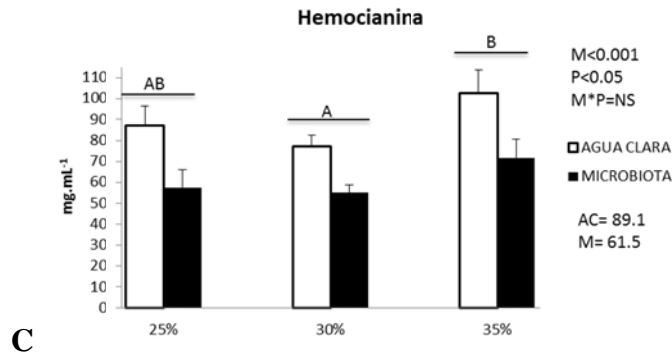 Hemocianina
mg.mL⁻¹
110
100
90
80
70
60
50
40
30
20
10
0
AB
A
B
25%
30%
35%
M<0.001
P<0.05
M*P=NS
AGUA CLARA
MICROBIOTA
AC= 89.1
M= 61.5
C